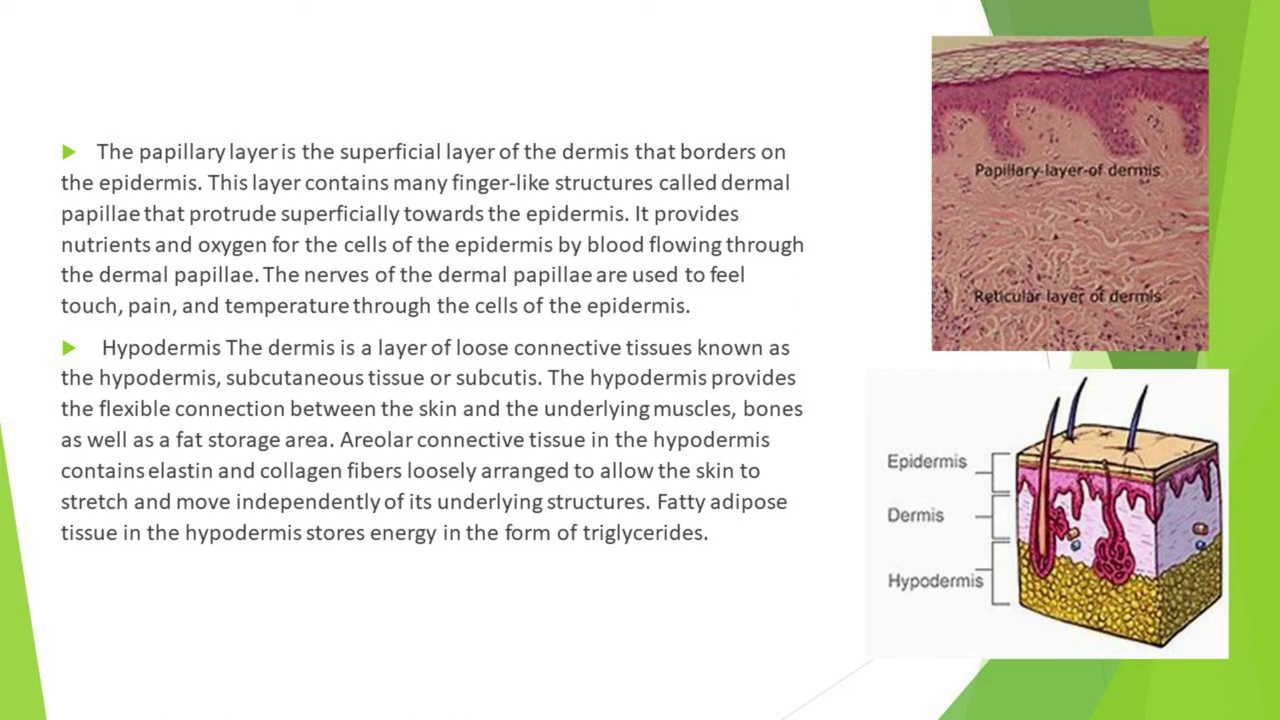 The papillary layer is the superficial layer of the dermis that borders on
the epidermis. This layer contains many finger-like structures called dermal
papillae that protrude superficially towards the epidermis. It provides
nutrients and oxygen for the cells of the epidermis by blood flowing through
the dermal papillae. The nerves of the dermal papillae are used to feel
touch, pain, and temperature through the cells of the epidermis.
Hypodermis The dermis is a layer of loose connective tissues known as
the hypodermis, subcutaneous tissue or subcutis. The hypodermis provides
the flexible connection between the skin and the underlying muscles, bones
as well as a fat storage area. Areolar connective tissue in the hypodermis
contains elastin and collagen fibers loosely arranged to allow the skin to
stretch and move independently of its underlying structures. Fatty adipose
tissue in the hypodermis stores energy in the form of triglycerides.
Papillary layer of dermis
Reticular layer of dermis
Epidermis
Dermis
Hypodermis